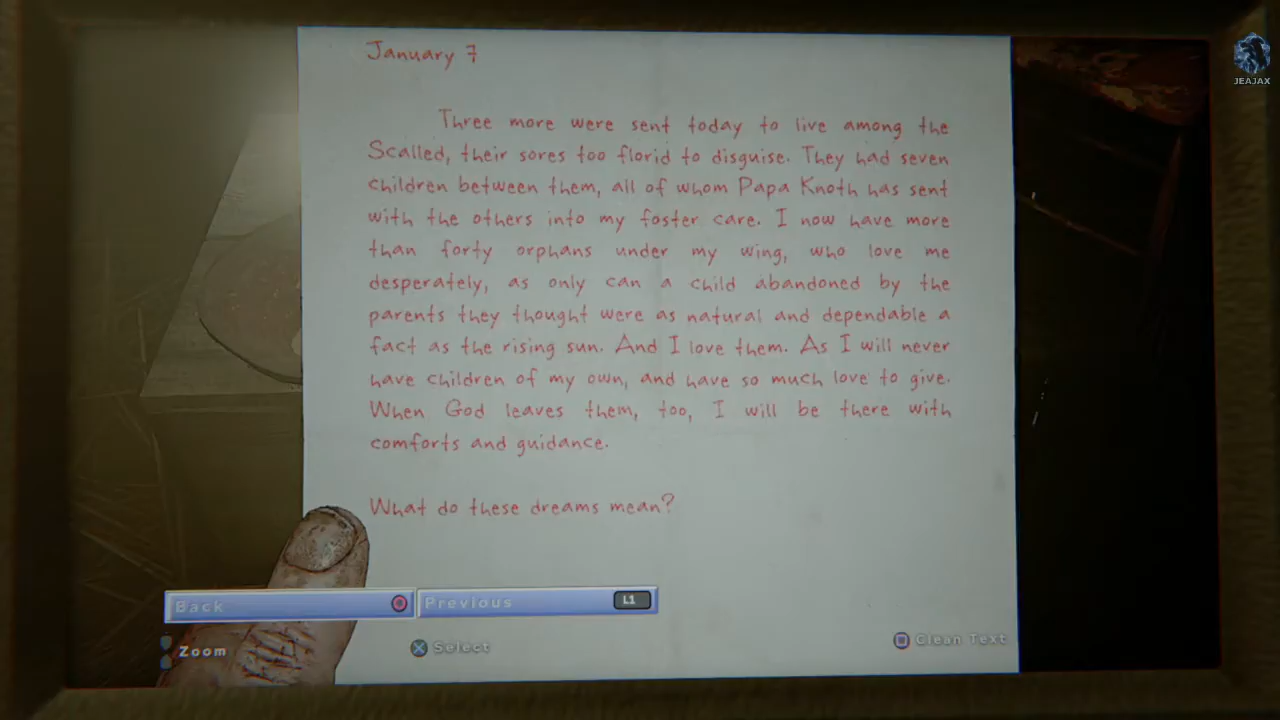 January 7
JEAJAX
Three more were sent today to live among the
Scalled, their sores too florid to disguise. They had seven
children between them, all of whom Papa Knoth has sent
with the others into my foster care. I now have more
than forty orphans under my wing, who love me
desperately, as only can a child abandoned by the
parents they thought were as natural and dependable a
fact as the rising sun. And I love them. As I will never
have children of my own, and have so much love to give.
When God leaves them, too, I will be there with
comforts and guidance.
What do these dreams mean?
Back
Previous L1
Zoom
Select
Clean Text